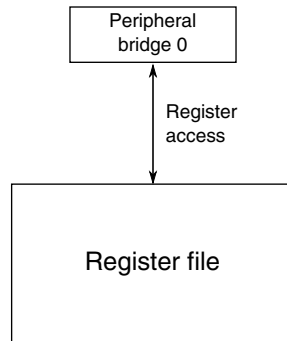 Peripheral
bridge 0
Register
access
Register file